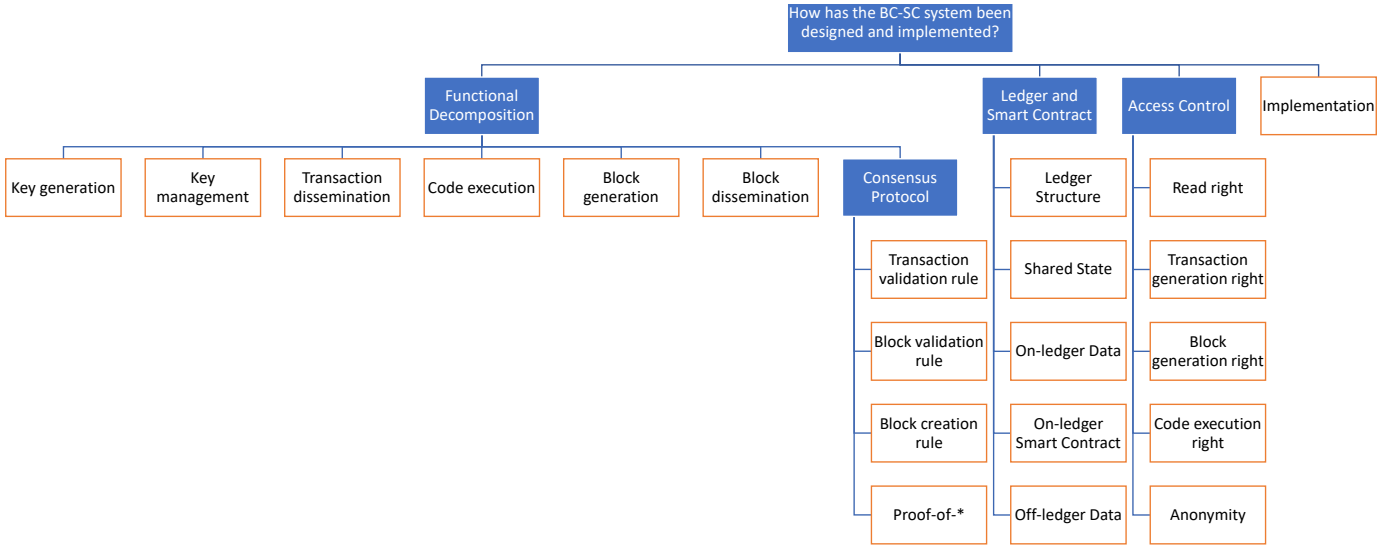 How has the BC-SC system been
designed and implemented?
Functional
Decomposition
Ledger and
Smart Contract
Access Control
Implementation
Key generation
Key
management
Transaction
dissemination
Code execution
Block
generation
Block
dissemination
Consensus
Protocol
Ledger
Structure
Read right
Transaction
validation rule
Shared State
Transaction
generation right
Block validation
rule
On-ledger Data
Block
generation right
Block creation
rule
On-ledger
Smart Contract
Code execution
right
Proof-of-*
Off-ledger Data
Anonymity